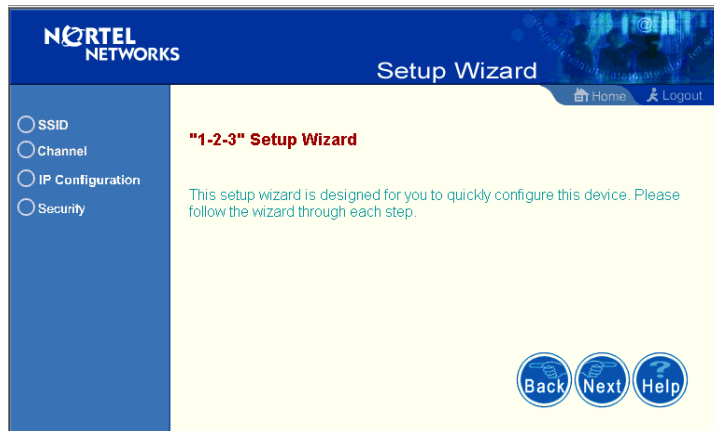 NORTEL
NETWORKS
Setup Wizard
Home Logout
SSID
Channel
IP Configuration
Security
"1-2-3" Setup Wizard
This setup wizard is designed for you to quickly configure this device. Please
follow the wizard through each step.
Back Next Help